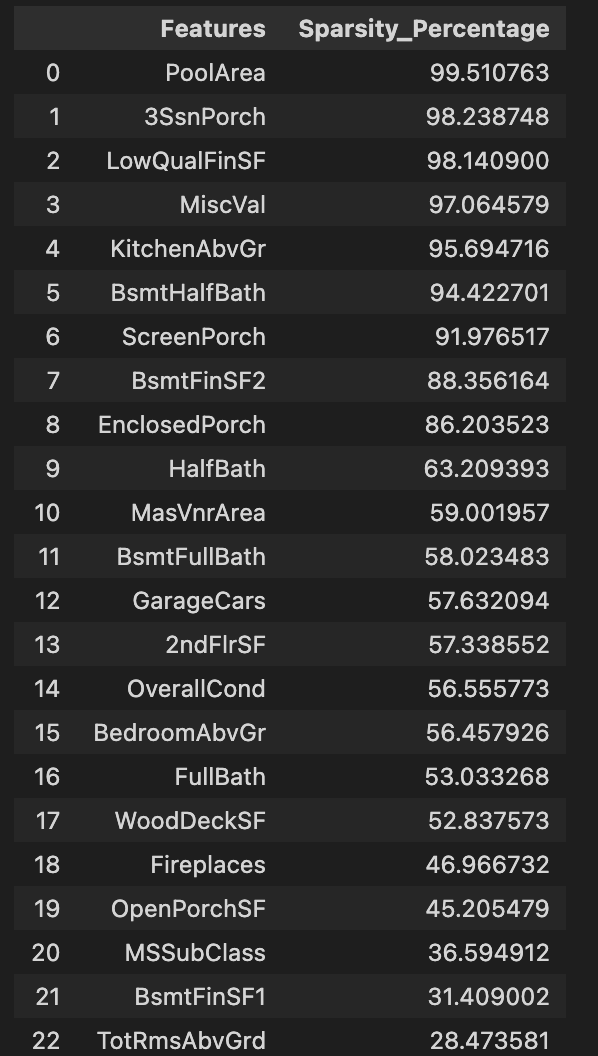 Features Sparsity_Percentage
0 PoolArea 99.510763
1 3SsnPorch 98.238748
2 LowQualFinSF 98.140900
3 MiscVal 97.064579
4 KitchenAbvGr 95.694716
5 BsmtHalfBath 94.422701
6 ScreenPorch 91.976517
7 BsmtFinSF2 88.356164
8 EnclosedPorch 86.203523
9 HalfBath 63.209393
10 MasVnrArea 59.001957
11 BsmtFullBath 58.023483
12 GarageCars 57.632094
13 2ndFlrSF 57.338552
14 OverallCond 56.555773
15 BedroomAbvGr 56.457926
16 FullBath 53.033268
17 WoodDeckSF 52.837573
18 Fireplaces 46.966732
19 OpenPorchSF 45.205479
20 MSSubClass 36.594912
21 BsmtFinSF1 31.409002
22 TotRmsAbvGrd 28.473581